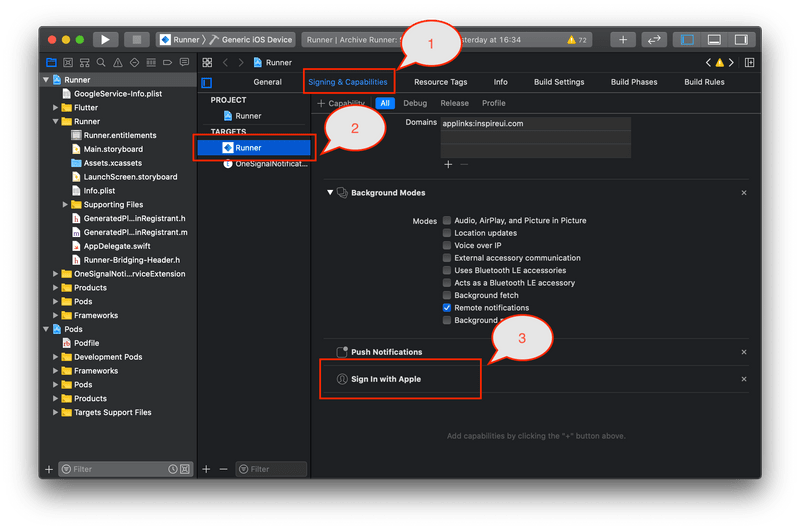 Runner
Generic iOS Device
Runner | Archive Runner:
sterday at 16:34
72
1
Runner
GoogleService-Info.plist
Flutter
Runner
Runner.entitlements
Main.storyboard
Assets.xcassets
LaunchScreen.storyboard
Info.plist
Supporting Files
GeneratedPl...inRegistrant.h
GeneratedPl...inRegistrant.m
AppDelegate.swift
Runner-Bridging-Header.h
OneSignalNoti...rviceExtension
Products
Pods
Frameworks
Pods
Podfile
Development Pods
Frameworks
Pods
Products
Targets Support Files
Filter
Runner
General
Signing & Capabilities
Resource Tags
Info
Build Settings
Build Phases
Build Rules
PROJECT
Runner
TARGETS
2
Runner
OneSignalNotificat...
Filter
+ Capability
All
Debug
Release
Profile
Domains
applinks:inspireui.com
Background Modes
Modes
Audio, AirPlay, and Picture in Picture
Location updates
Voice over IP
External accessory communication
Uses Bluetooth LE accessories
Acts as a Bluetooth LE accessory
Background fetch
Remote notifications
Background
3
Push Notifications
Sign In with Apple
Add capabilities by clicking the "+" button above.